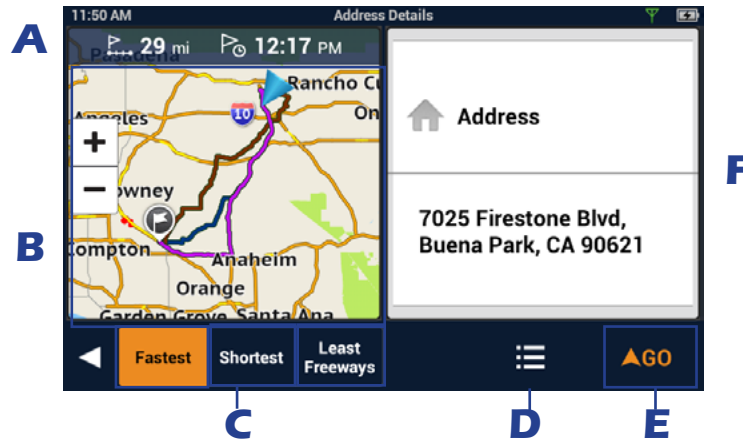 11:50 AM
Address Details
A
29 mi
12:17 PM
Pasadena
Rancho Cu
10
On
Angeles
+
Address
−
F
owney
7025 Firestone Blvd,
Buena Park, CA 90621
B
ompton
Anaheim
Orange
Garden Grove
Santa Ana
Fastest
Shortest
Least
Freeways
GO
C
D
E